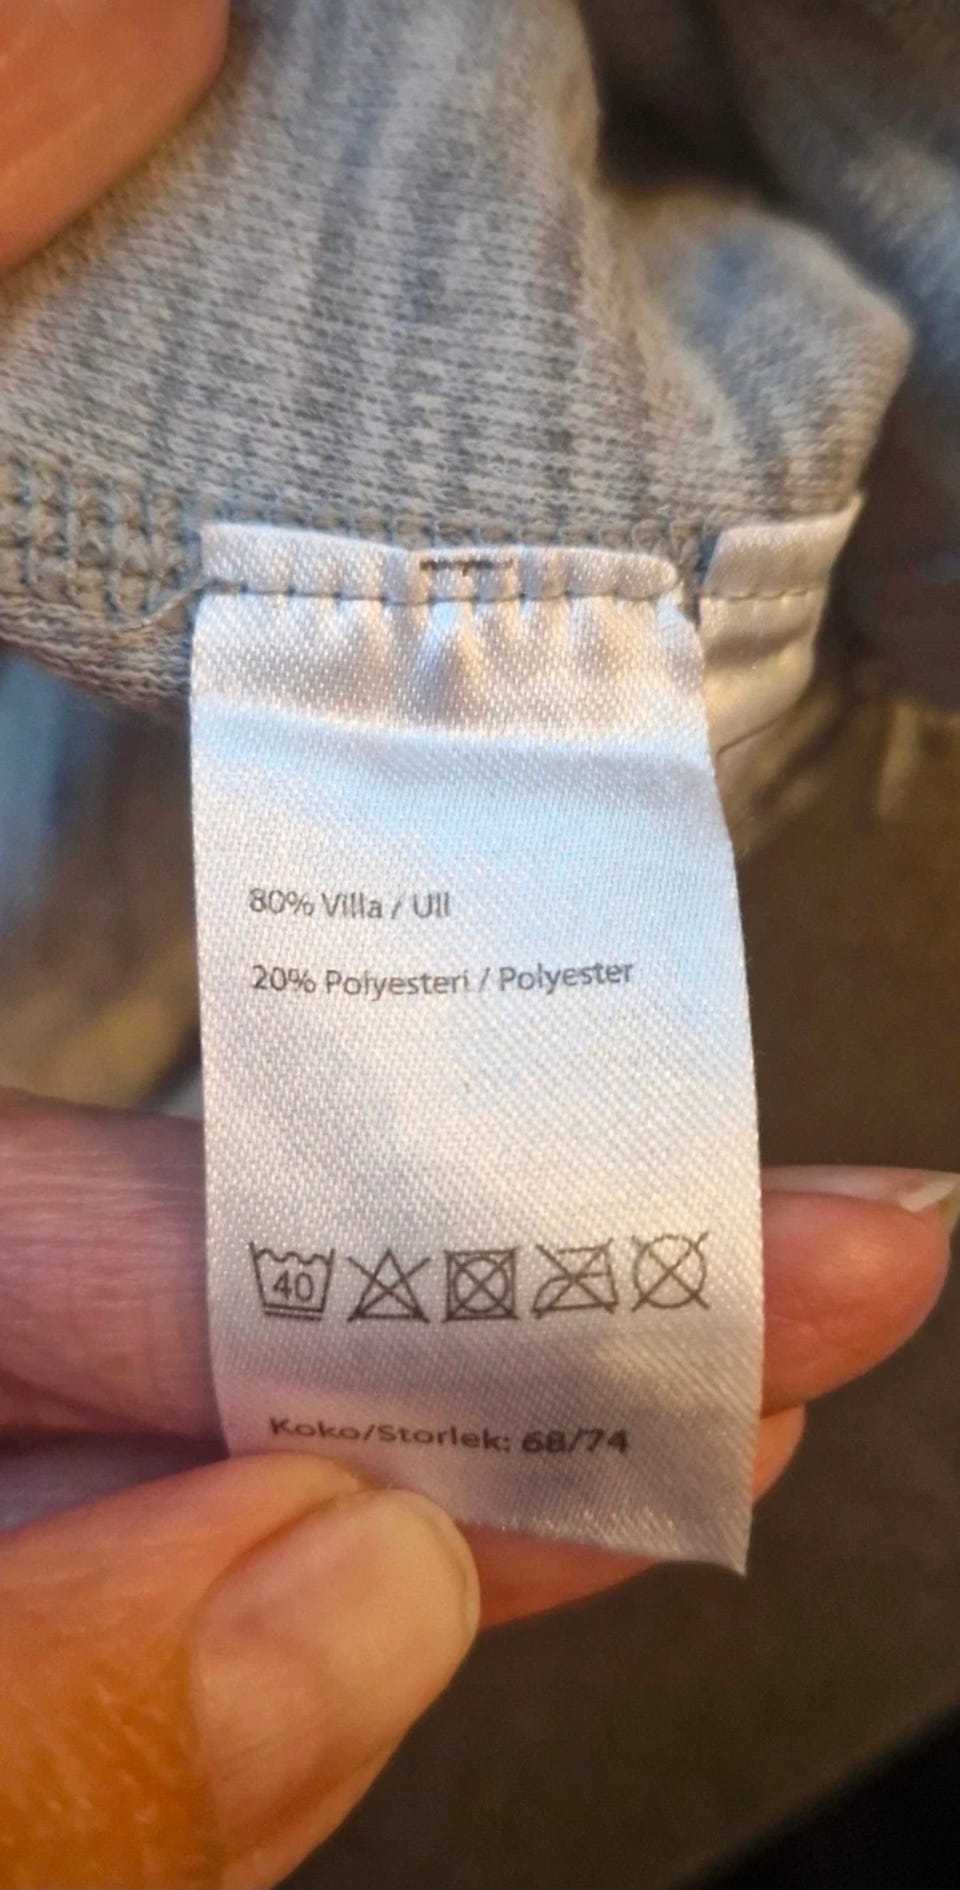 80% Villa / Ull
20% Polyesteri / Polyester
40
Koko/Storlek: 68/74